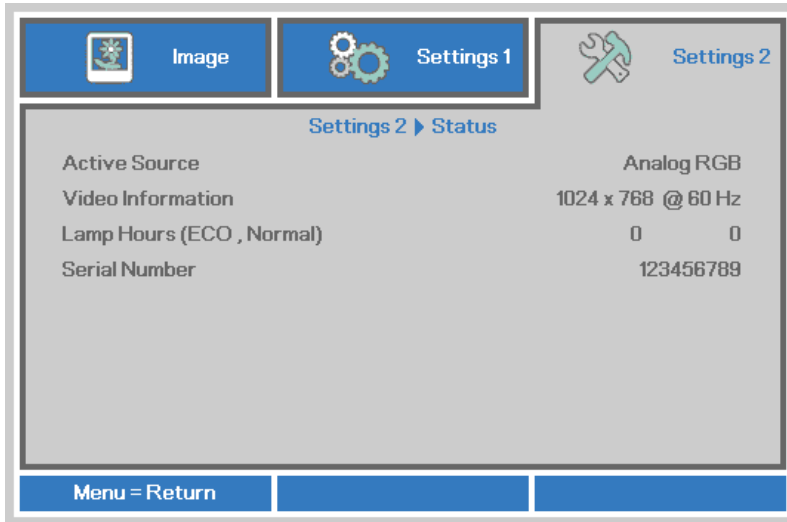 Image Settings 1 Settings 2
Settings 2 Status
Active Source Analog RGB
Video Information 1024 x 768 @ 60 Hz
Lamp Hours (ECO , Normal) 0 0
Serial Number 123456789
Menu = Return